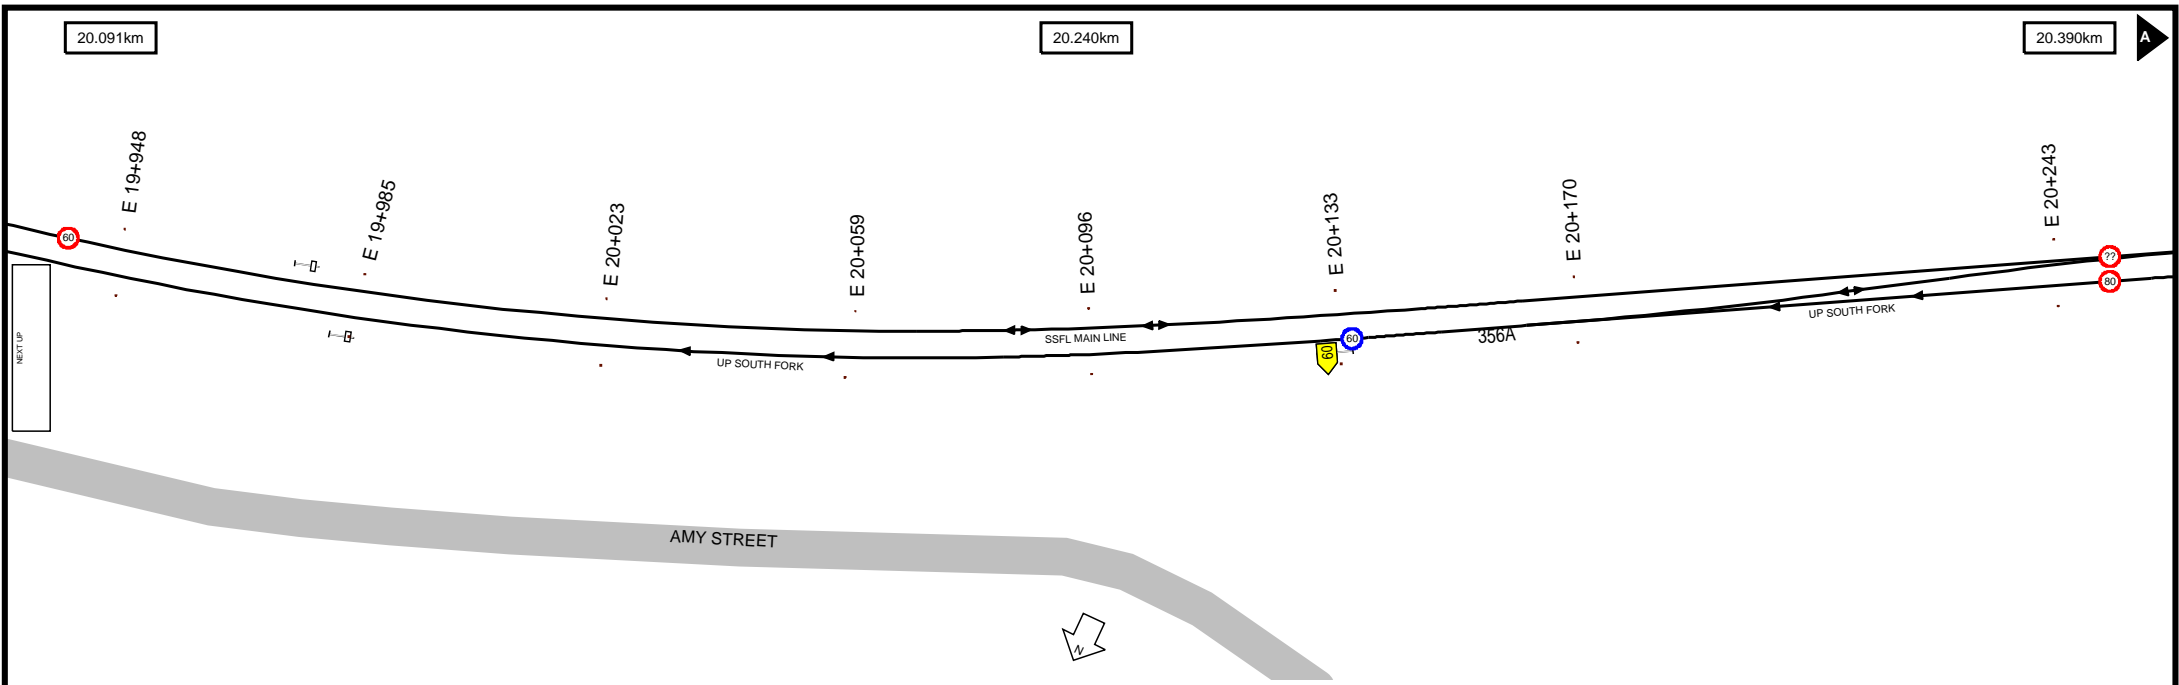 20.091km
20.240km
20.390km
A
E 19+948
E 19+985
E 20+023
E 20+059
E 20+096
E 20+133
E 20+170
E 20+243
60
??
80
SSFL MAIN LINE
UP SOUTH FORK
UP SOUTH FORK
60
60
356A
NEXT UP
AMY STREET
N